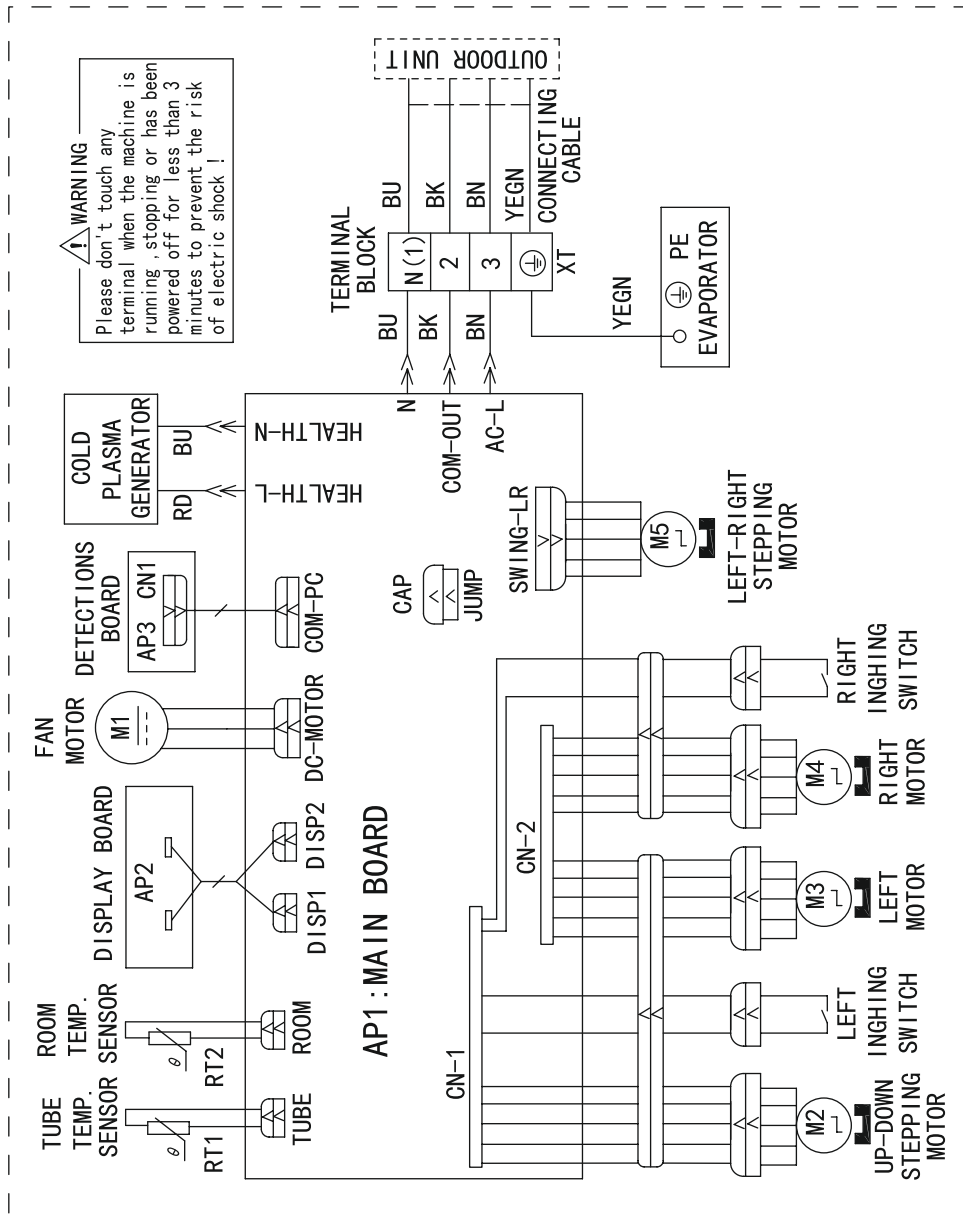 WARNING
Please don't touch any
terminal when the machine is
running ,stopping or has been
powered off for less than 3
minutes to prevent the risk
of electric shock !
TUBE
TEMP.
SENSOR
θ
RT1
TUBE
ROOM
TEMP.
SENSOR
θ
RT2
ROOM
DISPLAY BOARD
AP2
DISP1
DISP2
FAN
MOTOR
M1
DC-MOTOR
DETECTIONS
BOARD
AP3 CN1
COM-PC
COLD
PLASMA
GENERATOR
RD
BU
HEALTH-L
HEALTH-N
AP1:MAIN BOARD
CAP
JUMP
N
COM-OUT
AC-L
BU
BK
BN
TERMINAL
BLOCK
N(1)
2
3
XT
BU
BK
BN
YEGN
CONNECTING
CABLE
OUTDOOR UNIT
YEGN
PE
EVAPORATOR
CN-1
CN-2
SWING-LR
M2
UP-DOWN
STEPPING
MOTOR
LEFT
INGHING
SWITCH
M3
LEFT
MOTOR
M4
RIGHT
MOTOR
RIGHT
INGHING
SWITCH
M5
LEFT-RIGHT
STEPPING
MOTOR